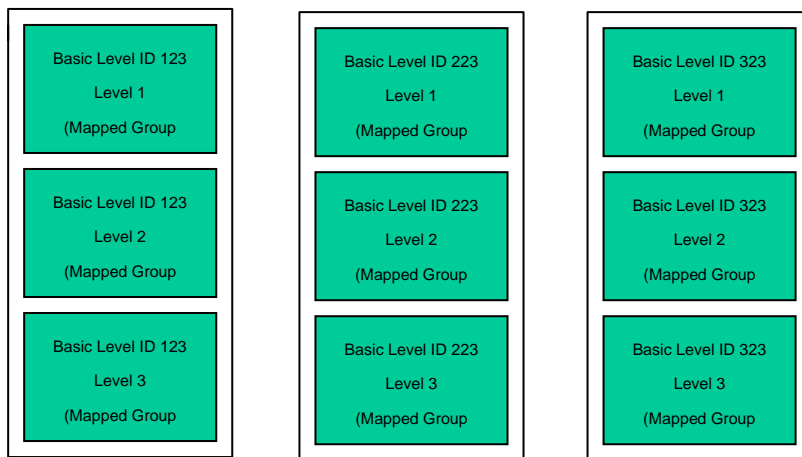 Basic Level ID 123
Level 1
(Mapped Group
Basic Level ID 123
Level 2
(Mapped Group
Basic Level ID 123
Level 3
(Mapped Group
Basic Level ID 223
Level 1
(Mapped Group
Basic Level ID 223
Level 2
(Mapped Group
Basic Level ID 223
Level 3
(Mapped Group
Basic Level ID 323
Level 1
(Mapped Group
Basic Level ID 323
Level 2
(Mapped Group
Basic Level ID 323
Level 3
(Mapped Group